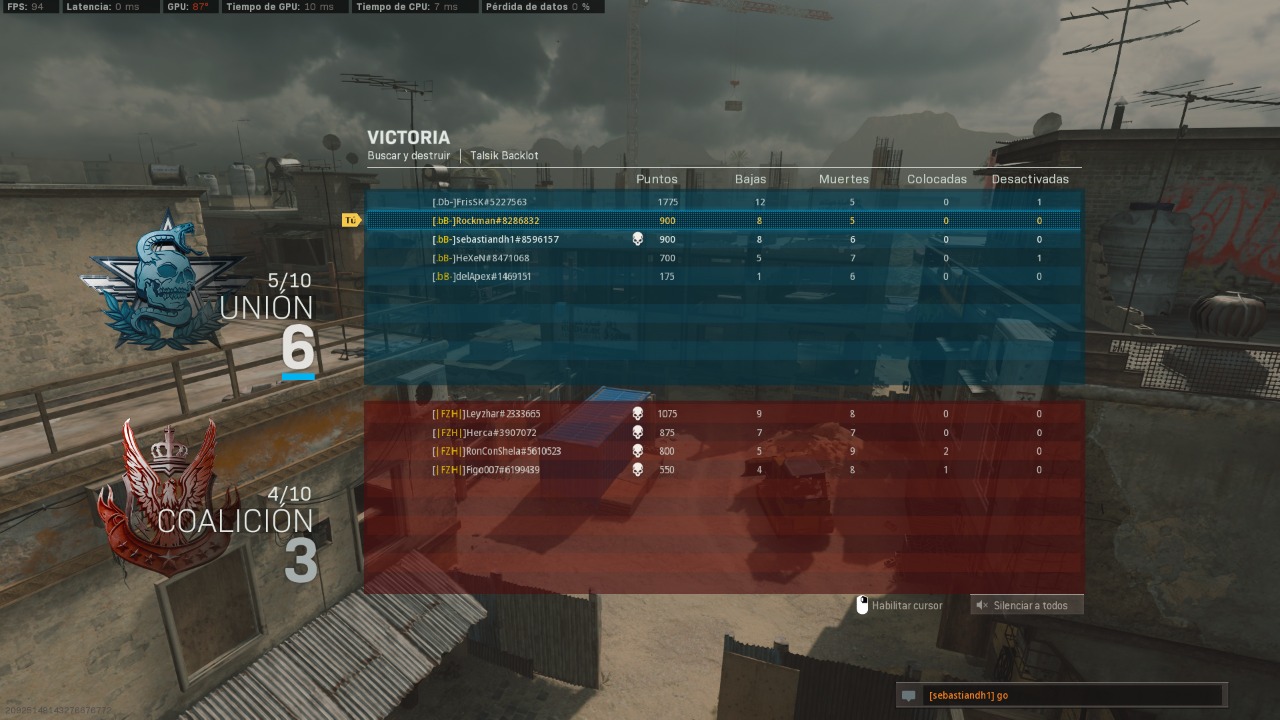 FPS: 94 Latencia: 0 ms GPU: 87° Tiempo de GPU: 10 ms Tiempo de CPU: 7 ms Pérdida de datos 0 %
VICTORIA
Buscar y destruir | Talsik Backlot
Puntos Bajas Muertes Colocadas Desactivadas
[.Db-]FrisSK#5227563 1775 12 5 0 1
Tú [.bB-]Rockman#8286832 900 8 5 0 0
[.bB-]sebastiandh1#8596157 900 8 6 0 0
[.bB-]HeXeN#8471068 700 5 7 0 1
[.bB-]delApex#1469151 175 1 6 0 0
5/10
UNIÓN
6
[|FZH|]Leyzhar#2333665 1075 9 8 0 0
[|FZH|]Herca#3907072 875 7 7 0 0
[|FZH|]RonConShela#5610523 800 5 9 2 0
[|FZH|]Figo007#6199439 550 4 8 1 0
4/10
COALICIÓN
3
Habilitar cursor Silenciar a todos
[sebastiandh1] go